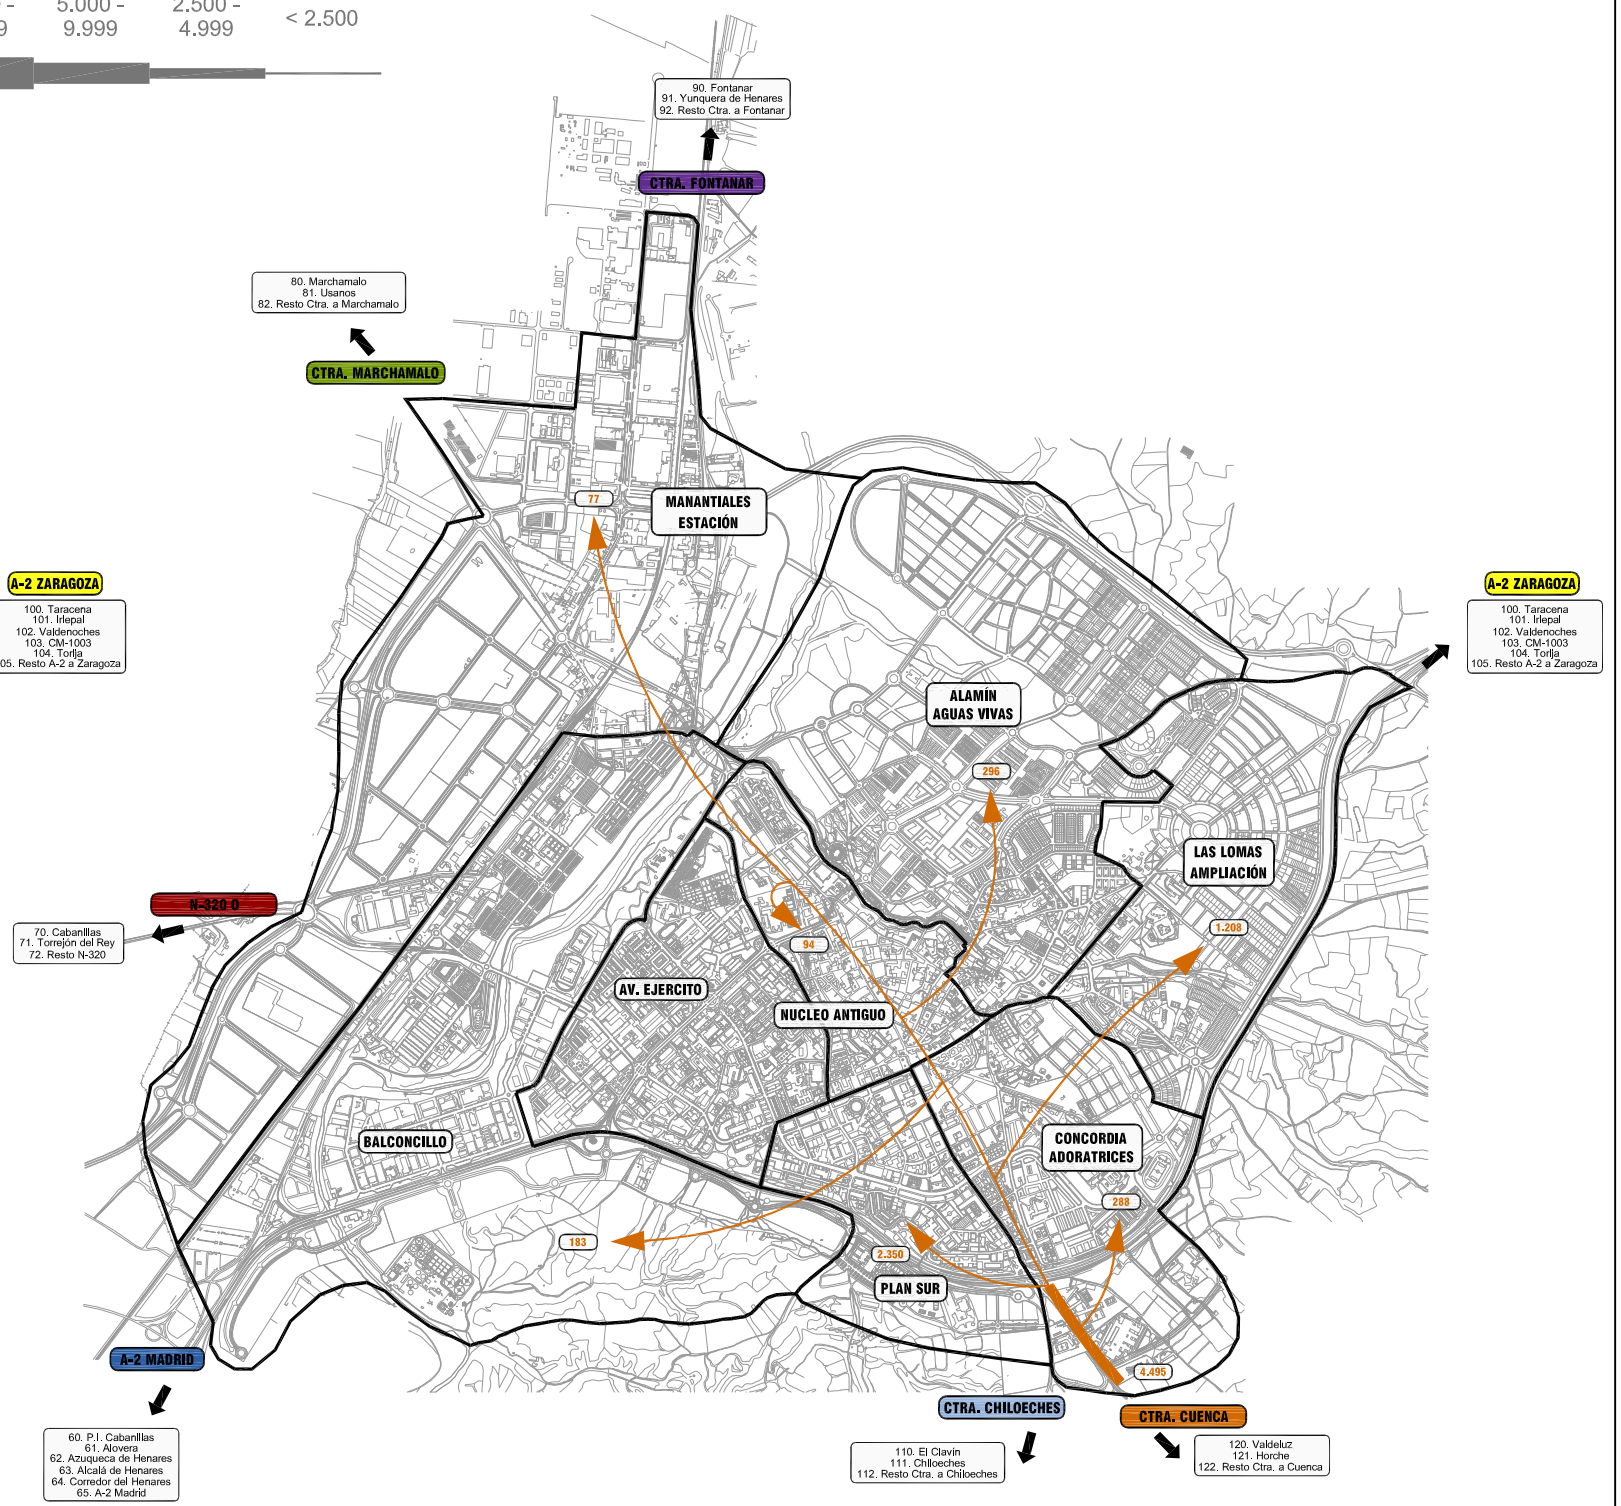 5.000 -
9.999
2.500 -
4.999
< 2.500
90. Fontanar
91. Yunquera de Henares
92. Resto Ctra. a Fontanar
CTRA. FONTANAR
80. Marchamalo
81. Usanos
82. Resto Ctra. a Marchamalo
CTRA. MARCHAMALO
77
MANANTIALES
ESTACIÓN
A-2 ZARAGOZA
100. Taracena
101. Iriepal
102. Valdenoches
103. CM-1003
104. Torija
05. Resto A-2 a Zaragoza
A-2 ZARAGOZA
100. Taracena
101. Iriepal
102. Valdenoches
103. CM-1003
104. Torija
105. Resto A-2 a Zaragoza
ALAMÍN
AGUAS VIVAS
296
LAS LOMAS
AMPLIACIÓN
1.208
N-320 O
70. Cabanillas
71. Torrejón del Rey
72. Resto N-320
94
AV. EJERCITO
NUCLEO ANTIGUO
BALCONCILLO
CONCORDIA
ADORATRICES
288
183
2.350
PLAN SUR
4.495
A-2 MADRID
60. P.I. Cabanillas
61. Alovera
62. Azuqueca de Henares
63. Alcalá de Henares
64. Corredor del Henares
65. A-2 Madrid
CTRA. CHILOECHES
110. El Clavín
111. Chiloeches
112. Resto Ctra. a Chiloeches
CTRA. CUENCA
120. Valdeluz
121. Horche
122. Resto Ctra. a Cuenca